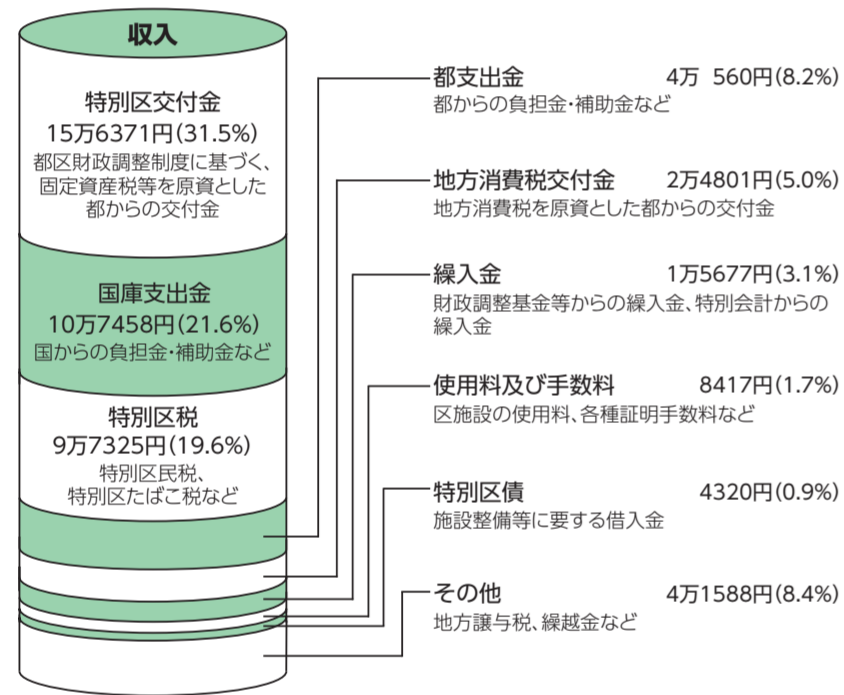 収入
特別区交付金
15万6371円(31.5%)
都区財政調整制度に基づく、
固定資産税等を原資とした
都からの交付金
国庫支出金
10万7458円(21.6%)
国からの負担金・補助金など
特別区税
9万7325円(19.6%)
特別区民税、
特別区たばこ税など
都支出金 4万 560円(8.2%)
都からの負担金・補助金など
地方消費税交付金 2万4801円(5.0%)
地方消費税を原資とした都からの交付金
繰入金 1万5677円(3.1%)
財政調整基金等からの繰入金、特別会計からの
繰入金
使用料及び手数料 8417円(1.7%)
区施設の使用料、各種証明手数料など
特別区債 4320円(0.9%)
施設整備等に要する借入金
その他 4万1588円(8.4%)
地方譲与税、繰越金など